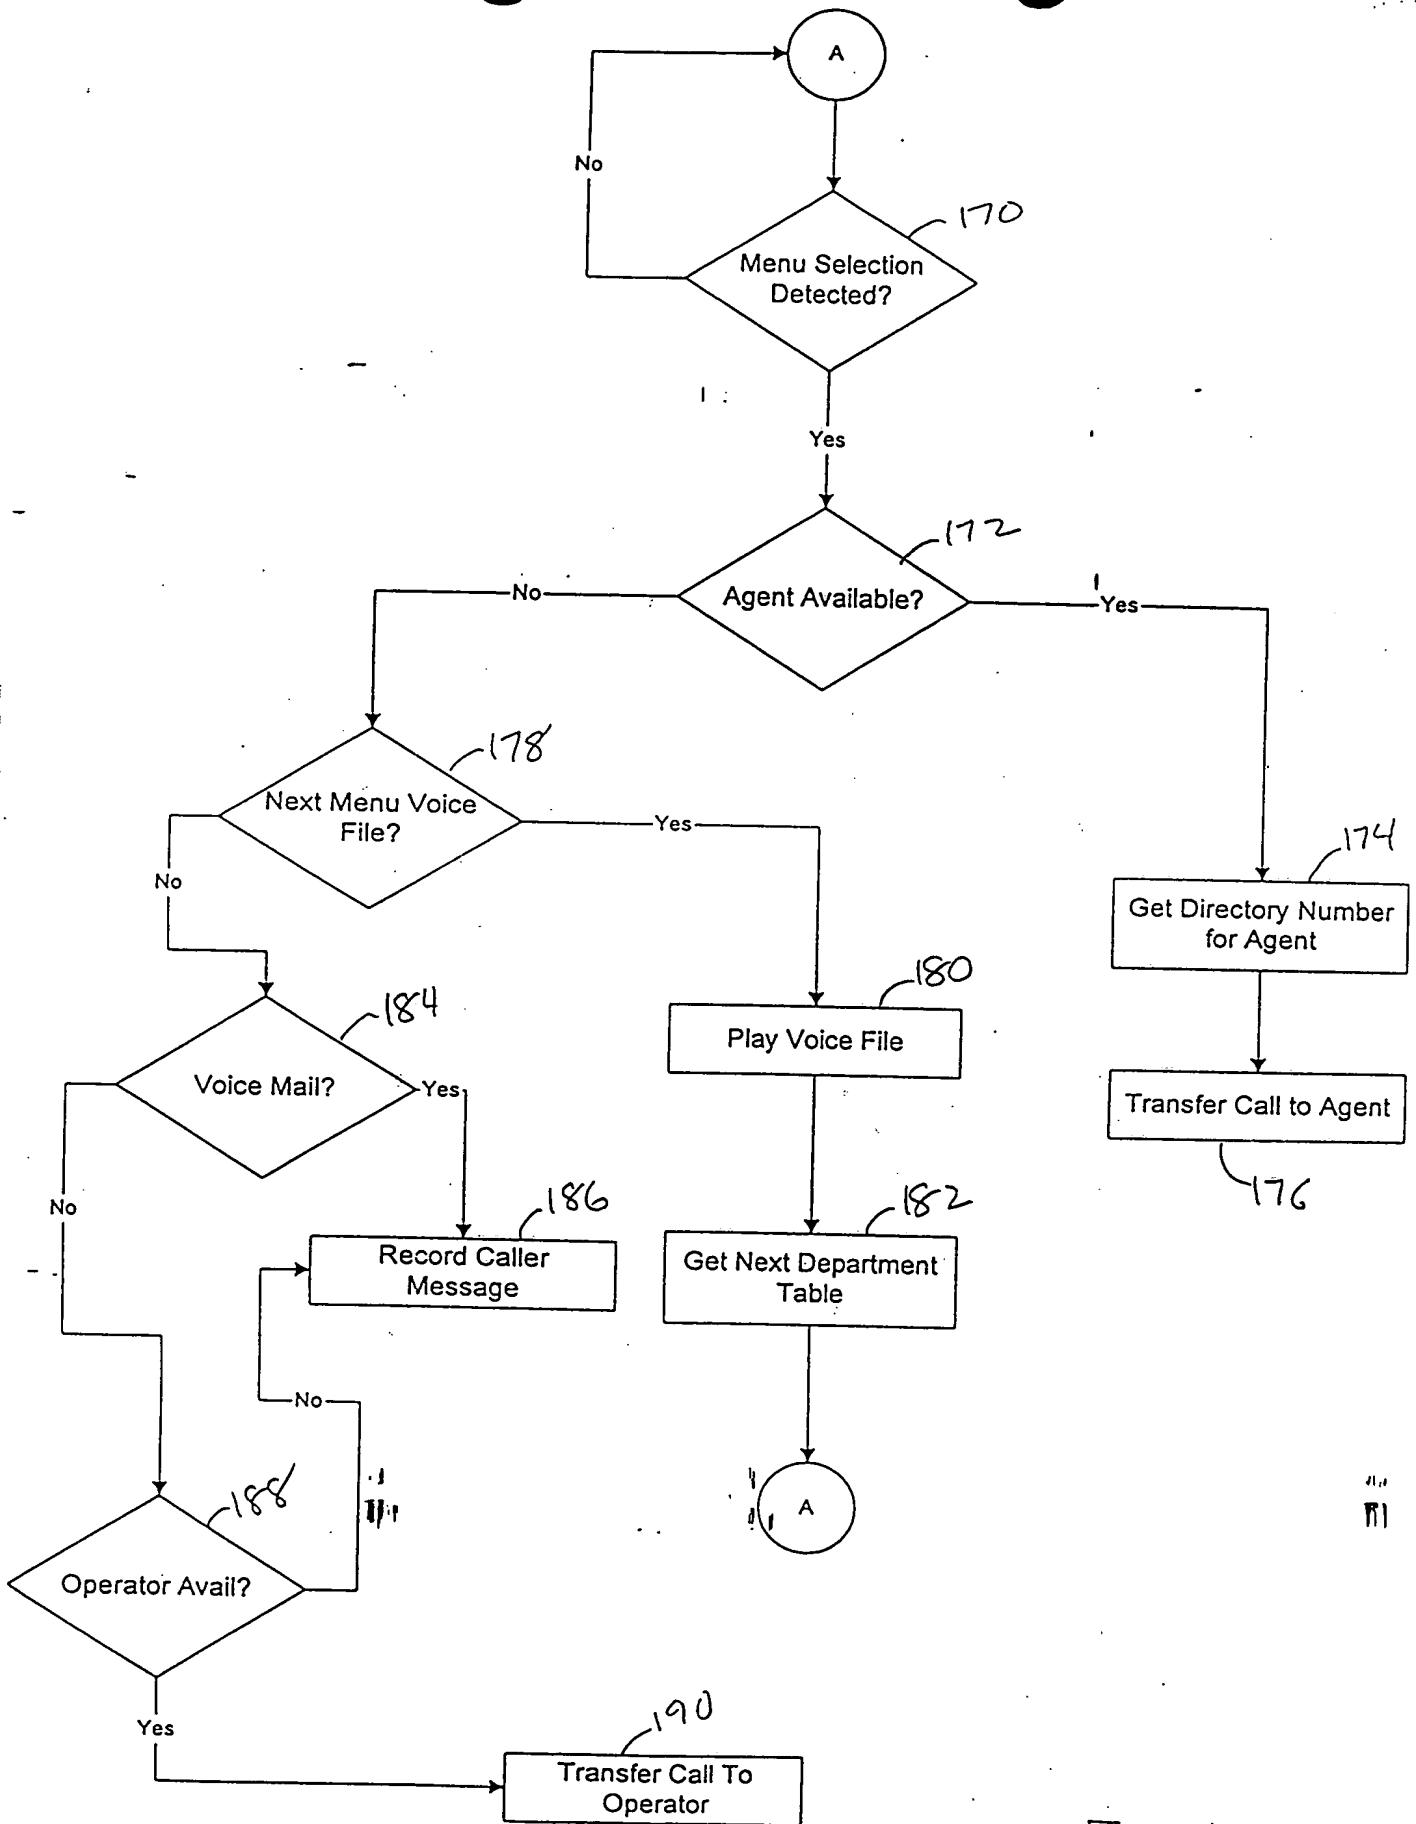 A
No
170
Menu Selection
Detected?
Yes
172
No
Agent Available?
Yes
178
Next Menu Voice
File?
Yes
No
174
Get Directory Number
for Agent
180
184
Play Voice File
Voice Mail?
Yes
Transfer Call to Agent
176
No
186
182
Record Caller
Message
Get Next Department
Table
No
188
A
Operator Avail?
Yes
190
Transfer Call To
Operator